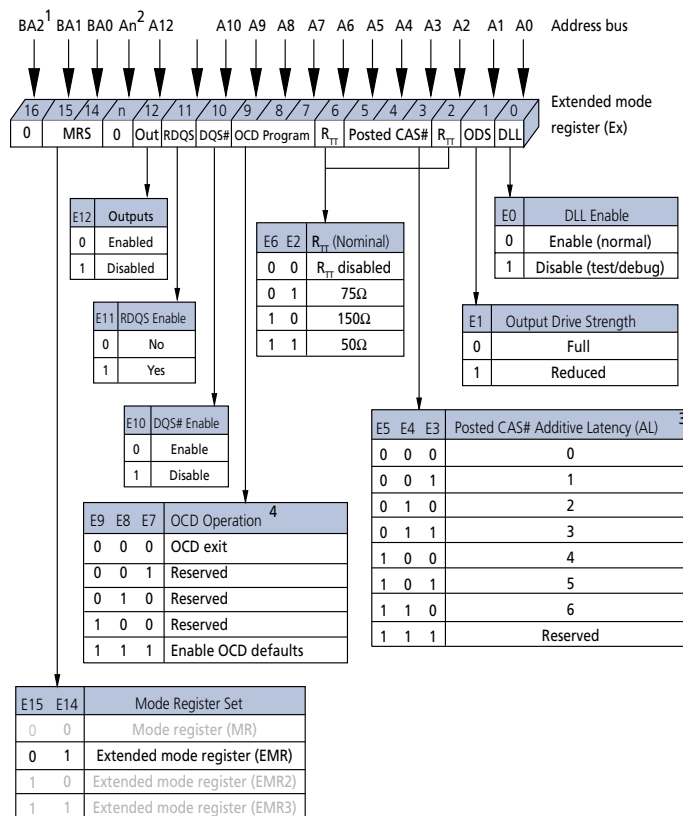 BA2¹ BA1 BA0 An² A12 A10 A9 A8 A7 A6 A5 A4 A3 A2 A1 A0 Address bus
16 15 14 n 12 11 10 9 8 7 6 5 4 3 2 1 0 Extended mode
register (Ex)
0 MRS 0 Out RDQS DQS# OCD Program RTT Posted CAS# RTT ODS DLL
E12 Outputs
0 Enabled
1 Disabled
E11 RDQS Enable
0 No
1 Yes
E10 DQS# Enable
0 Enable
1 Disable
E9 E8 E7 OCD Operation 4
0 0 0 OCD exit
0 0 1 Reserved
0 1 0 Reserved
1 0 0 Reserved
1 1 1 Enable OCD defaults
E15 E14 Mode Register Set
0 0 Mode register (MR)
0 1 Extended mode register (EMR)
1 0 Extended mode register (EMR2)
1 1 Extended mode register (EMR3)
E6 E2 RTT (Nominal)
0 0 RTT disabled
0 1 75Ω
1 0 150Ω
1 1 50Ω
E0 DLL Enable
0 Enable (normal)
1 Disable (test/debug)
E1 Output Drive Strength
0 Full
1 Reduced
E5 E4 E3 Posted CAS# Additive Latency (AL) 3
0 0 0 0
0 0 1 1
0 1 0 2
0 1 1 3
1 0 0 4
1 0 1 5
1 1 0 6
1 1 1 Reserved